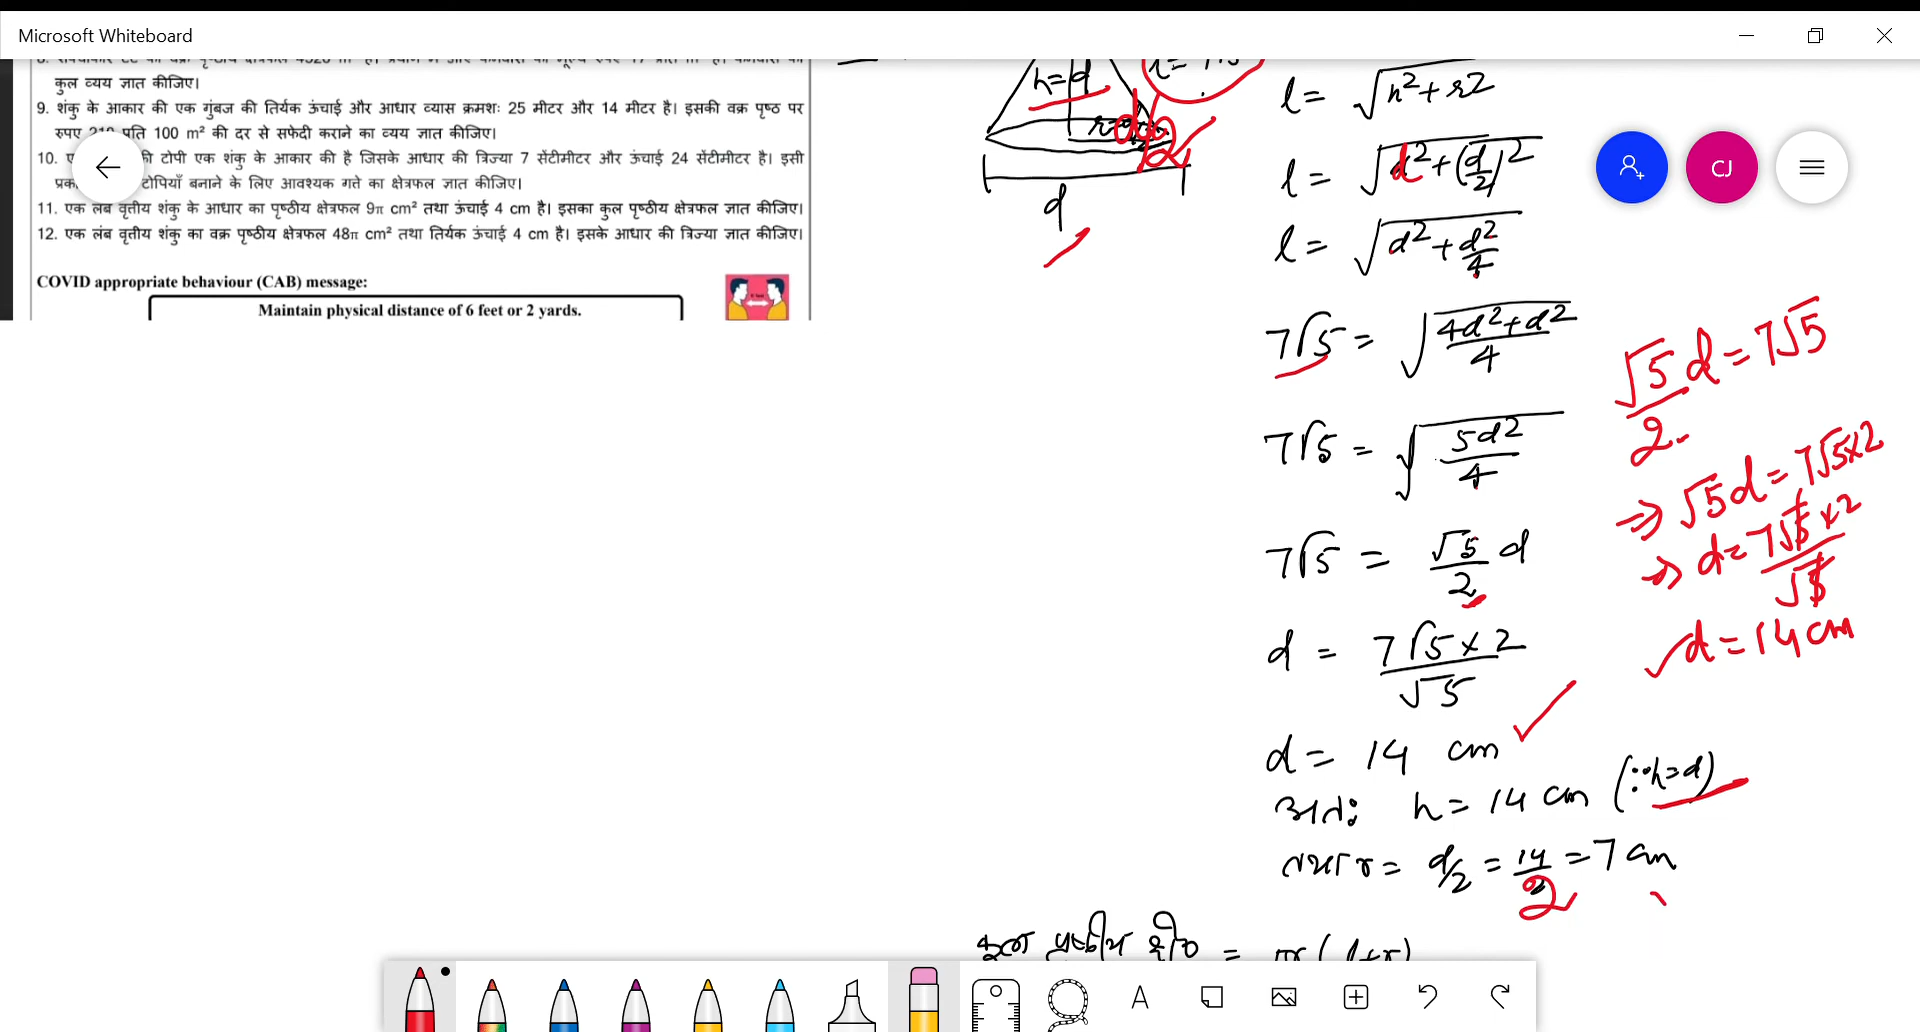 Microsoft Whiteboard
कुल व्यय ज्ञात कीजिए।
9. शंकु के आकार की एक गुंबज की तिर्यक ऊंचाई और आधार व्यास क्रमशः 25 मीटर और 14 मीटर है। इसकी वक्र पृष्ठ पर
रुपए 210 प्रति 100 m² की दर से सफेदी कराने का व्यय ज्ञात कीजिए।
10. टोपी एक शंकु के आकार की है जिसके आधार की त्रिज्या 7 सेंटीमीटर और ऊंचाई 24 सेंटीमीटर है। इसी
टोपियाँ बनाने के लिए आवश्यक गत्ते का क्षेत्रफल ज्ञात कीजिए।
11. एक लंब वृत्तीय शंकु के आधार का पृष्ठीय क्षेत्रफल 9π cm² तथा ऊंचाई 4 cm है। इसका कुल पृष्ठीय क्षेत्रफल ज्ञात कीजिए।
12. एक लंब वृत्तीय शंकु का वक्र पृष्ठीय क्षेत्रफल 48π cm² तथा तिर्यक ऊंचाई 4 cm है। इसके आधार की त्रिज्या ज्ञात कीजिए।
COVID appropriate behaviour (CAB) message:
Maintain physical distance of 6 feet or 2 yards.
h=d
d/2
d
l = √h²+r²
l = √d²+(d/2)²
l = √d²+d²/4
7√5 = √4d²+d²/4
7√5 = √5d²/4
7√5 = √5/2 d
d = 7√5×2/√5
d = 14 cm
अतः h = 14 cm (∵h=d)
तथा r = d/2 = 14/2 = 7 cm
कुल पृष्ठीय क्षे० = πr(l+r)
√5/2 d = 7√5
⇒ √5d = 7√5×2
⇒ d = 7√5×2/√5
d = 14 cm
CJ
A